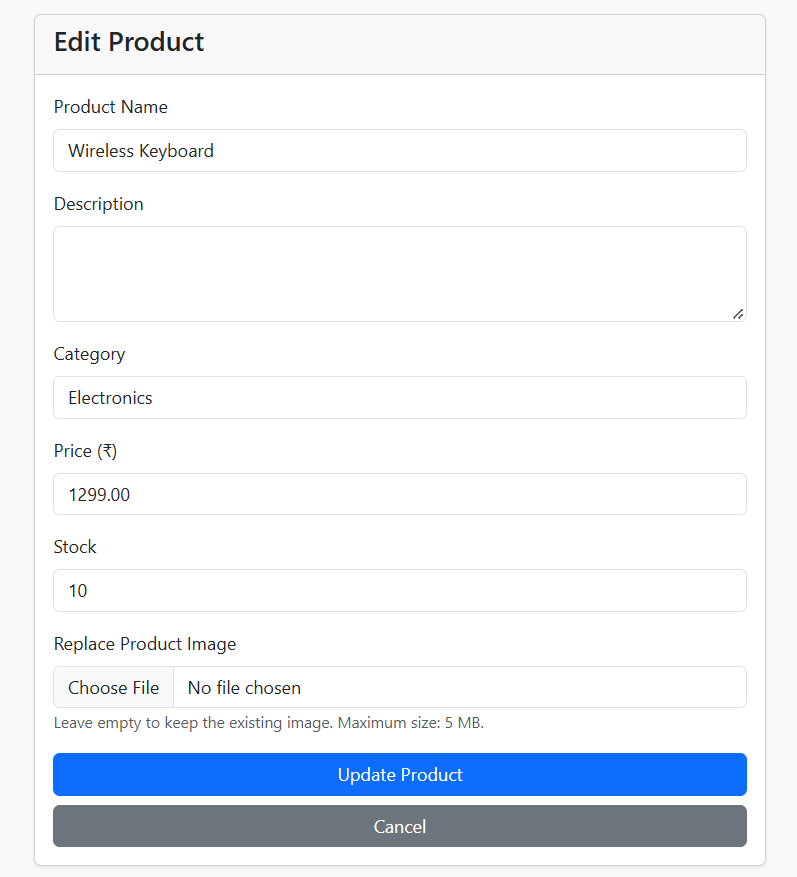 Edit Product
Product Name
Wireless Keyboard
Description
Category
Electronics
Price (₹)
1299.00
Stock
10
Replace Product Image
Choose File No file chosen
Leave empty to keep the existing image. Maximum size: 5 MB.
Update Product
Cancel